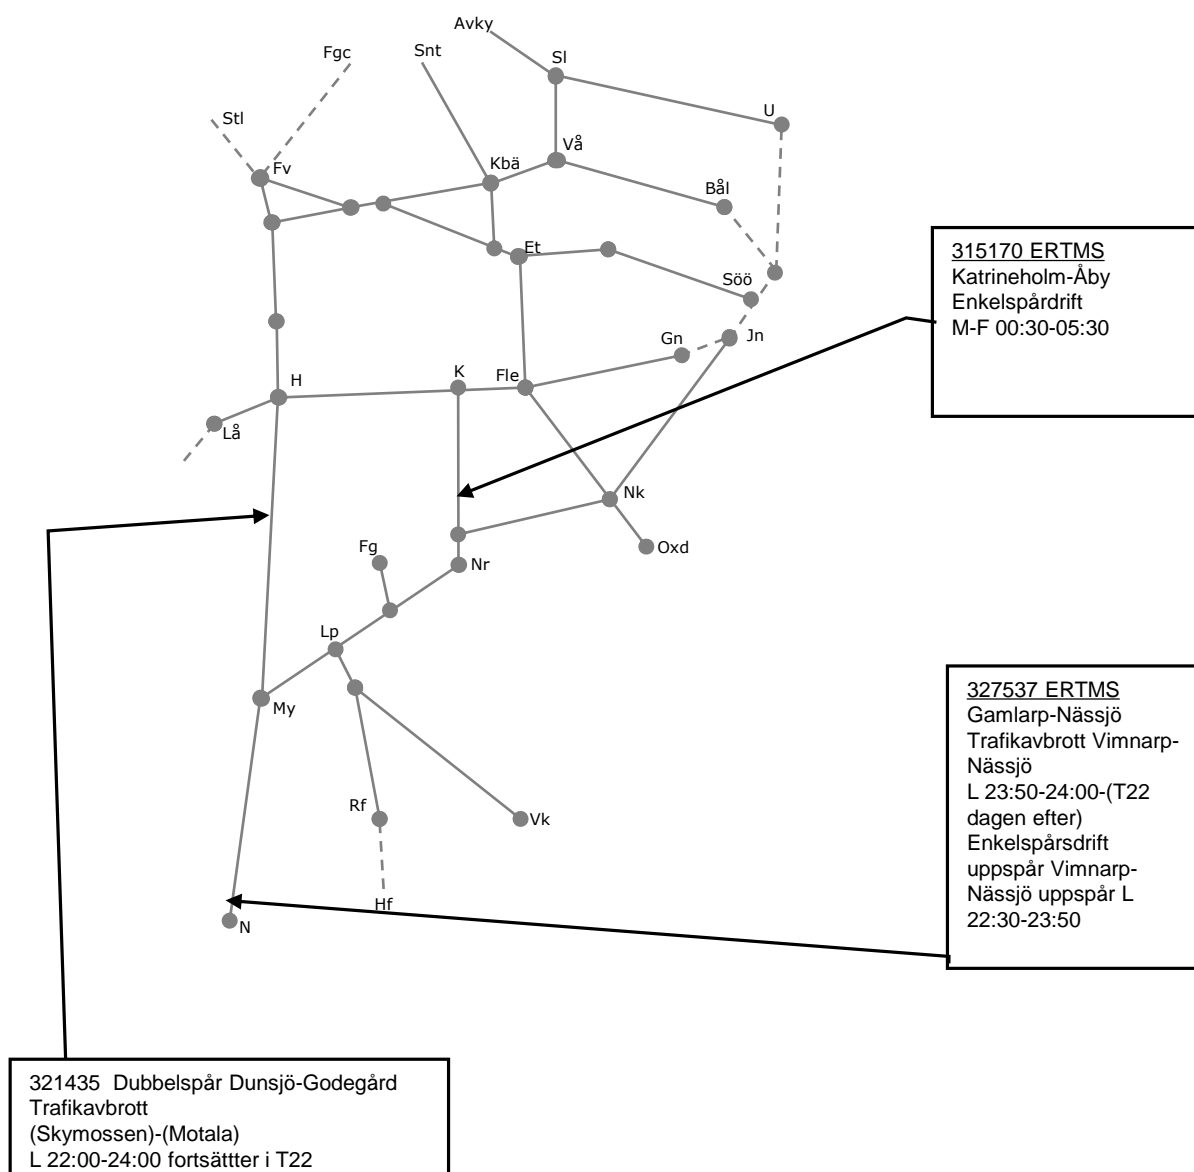 Avky
Snt
Fgc
Sl
U
Stl
Vå
Kbä
Fv
Bål
Et
315170 ERTMS
Katrineholm-Åby
Enkelspårdrift
M-F 00:30-05:30
Söö
Gn
Jn
K
Fle
H
Lå
Nk
Fg
Oxd
Nr
Lp
327537 ERTMS
Gamlarp-Nässjö
Trafikavbrott Vimnarp-
Nässjö
L 23:50-24:00-(T22
dagen efter)
Enkelspårsdrift
uppspår Vimnarp-
Nässjö uppspår L
22:30-23:50
My
Rf
Vk
Hf
N
321435  Dubbelspår Dunsjö-Godegård
Trafikavbrott
(Skymossen)-(Motala)
L 22:00-24:00 fortsättter i T22